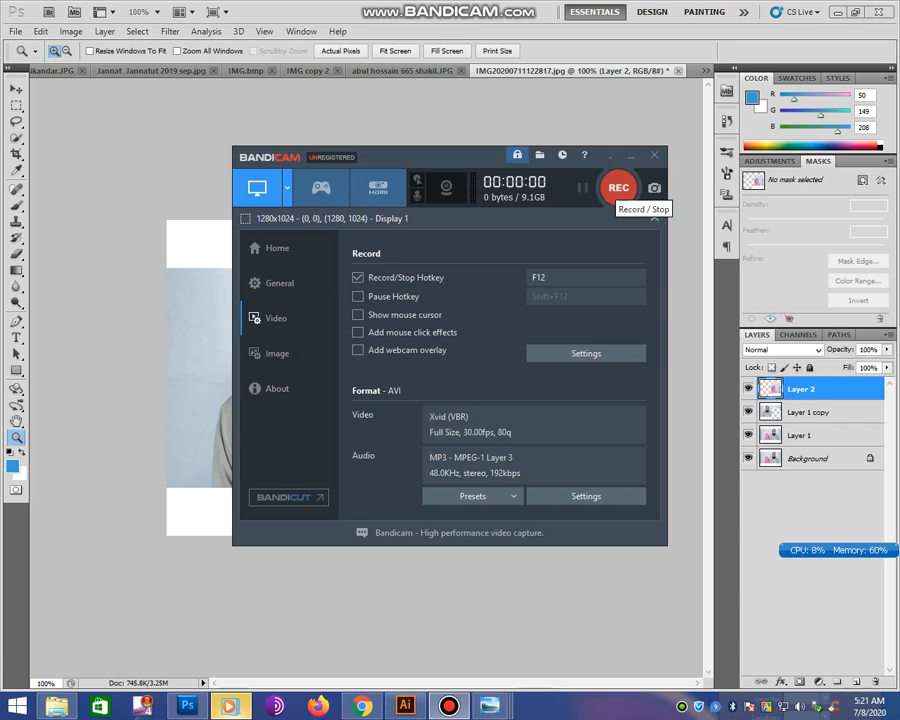 Ps Br Mb 100% www.BANDICAM.com ESSENTIALS DESIGN PAINTING CS Live
File Edit Image Layer Select Filter Analysis 3D View Window Help
Resize Windows To Fit Zoom All Windows Scrubby Zoom Actual Pixels Fit Screen Fill Screen Print Size
ikandar.JPG Jannat Jannatut 2019 sep.jpg IMG.bmp IMG copy 2 abul hossain 665 shakil.JPG IMG20200711122817.jpg @ 100% (Layer 2, RGB/8#) *
COLOR SWATCHES STYLES
R 50
G 149
B 208
ADJUSTMENTS MASKS
No mask selected
Density:
Feather:
Refine: Mask Edge...
Color Range...
Invert
LAYERS CHANNELS PATHS
Normal Opacity: 100%
Lock: Fill: 100%
Layer 2
Layer 1 copy
Layer 1
Background
BANDICAM UNREGISTERED
HDMI 00:00:00
0 bytes / 9.1GB
REC
Record / Stop
1280x1024 - (0, 0), (1280, 1024) - Display 1
Home
General
Video
Image
About
BANDICUT
Record
Record/Stop Hotkey F12
Pause Hotkey Shift+F12
Show mouse cursor
Add mouse click effects
Add webcam overlay Settings
Format - AVI
Video Xvid (VBR)
Full Size, 30.00fps, 80q
Audio MP3 - MPEG-1 Layer 3
48.0KHz, stereo, 192kbps
Presets Settings
Bandicam - High performance video capture.
CPU: 8% Memory: 60%
100% Doc: 745.8K/3.25M
Ps Ai 5:21 AM
7/8/2020